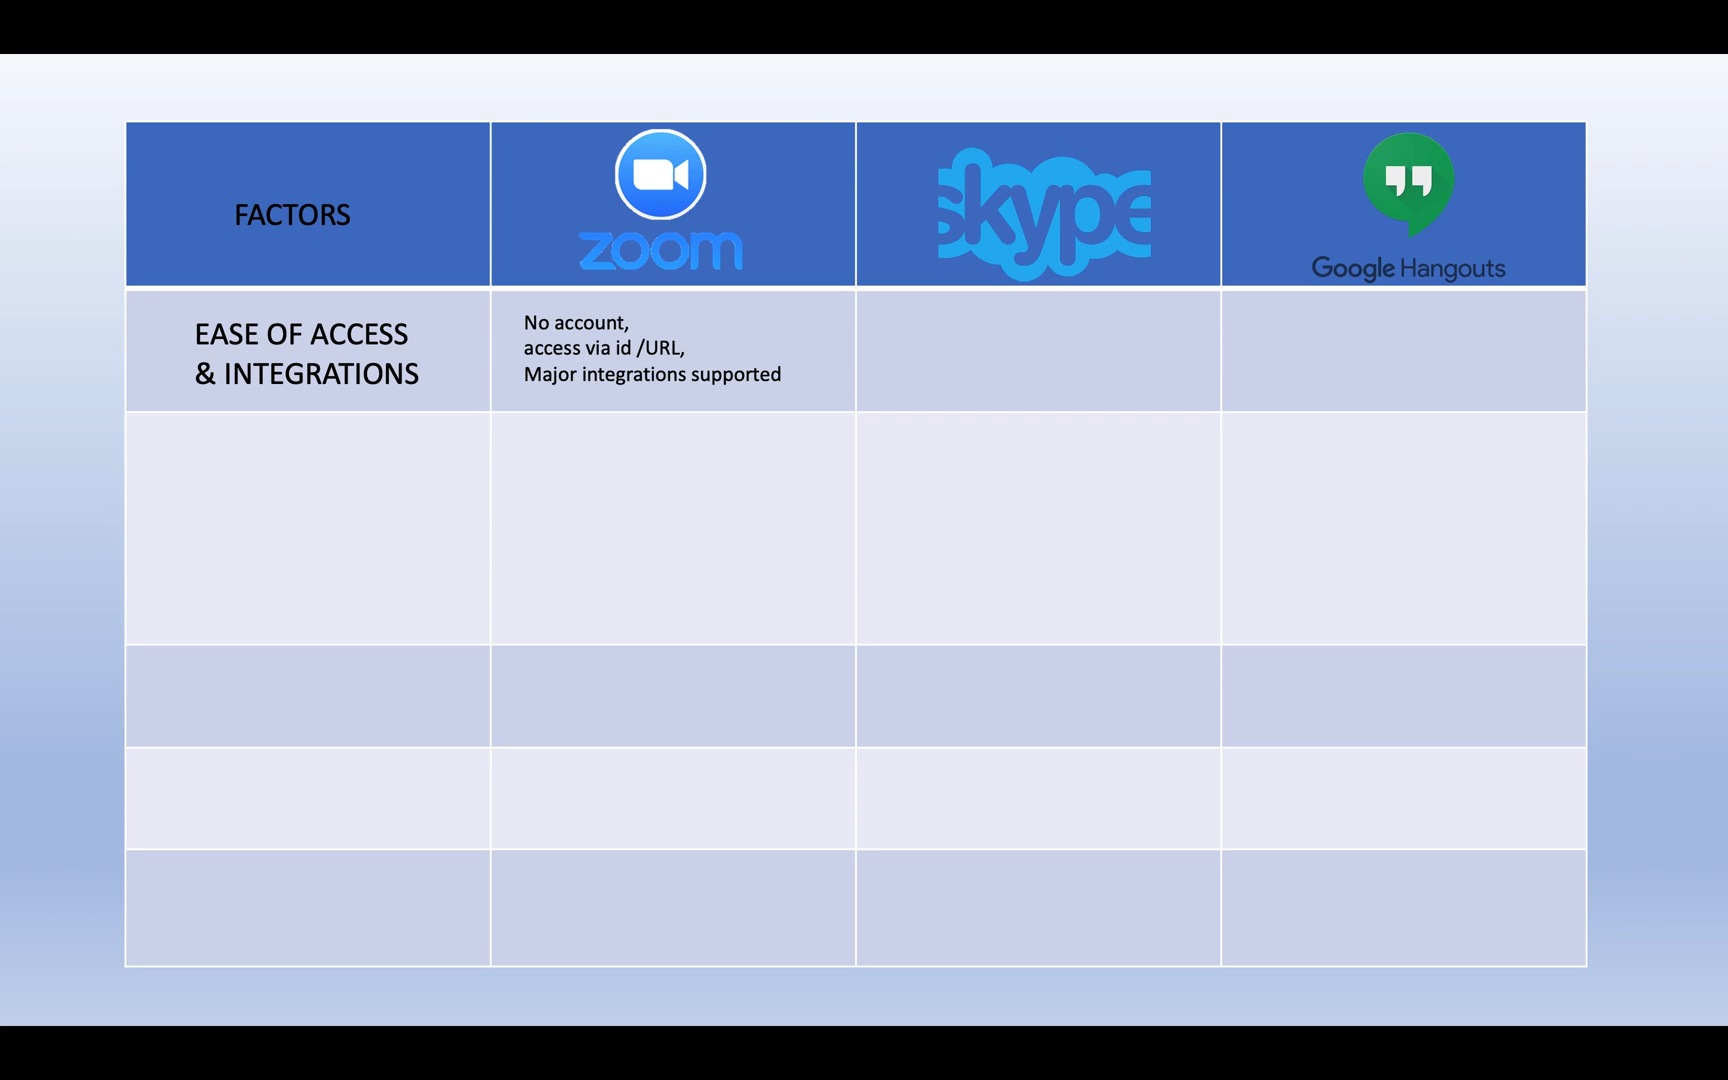 FACTORS
zoom
skype
Google Hangouts
EASE OF ACCESS
& INTEGRATIONS
No account,
access via id /URL,
Major integrations supported